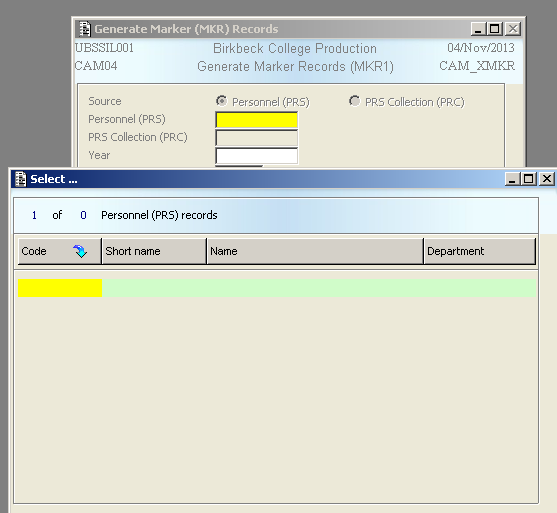 Generate Marker (MKR) Records
UBSSIL001 Birkbeck College Production 04/Nov/2013
CAM04 Generate Marker Records (MKR1) CAM_XMKR
Source Personnel (PRS) PRS Collection (PRC)
Personnel (PRS)
PRS Collection (PRC)
Year
Select ...
1 of 0 Personnel (PRS) records
Code Short name Name Department